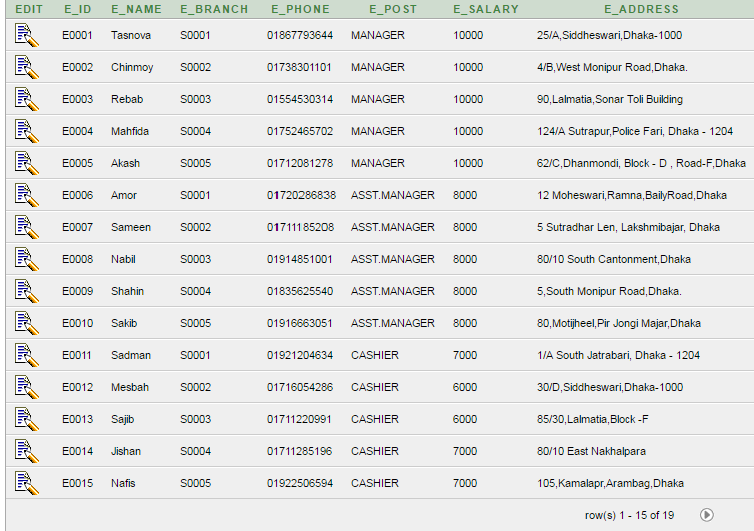 EDIT E_ID E_NAME E_BRANCH E_PHONE E_POST E_SALARY E_ADDRESS
E0001 Tasnova S0001 01867793644 MANAGER 10000 25/A,Siddheswari,Dhaka-1000
E0002 Chinmoy S0002 01738301101 MANAGER 10000 4/B,West Monipur Road,Dhaka.
E0003 Rebab S0003 01554530314 MANAGER 10000 90,Lalmatia,Sonar Toli Building
E0004 Mahfida S0004 01752465702 MANAGER 10000 124/A Sutrapur,Police Fari, Dhaka - 1204
E0005 Akash S0005 01712081278 MANAGER 10000 62/C,Dhanmondi, Block - D , Road-F,Dhaka
E0006 Amor S0001 01720286838 ASST.MANAGER 8000 12 Moheswari,Ramna,BailyRoad,Dhaka
E0007 Sameen S0002 01711185208 ASST.MANAGER 8000 5 Sutradhar Len, Lakshmibajar, Dhaka
E0008 Nabil S0003 01914851001 ASST.MANAGER 8000 80/10 South Cantonment,Dhaka
E0009 Shahin S0004 01835625540 ASST.MANAGER 8000 5,South Monipur Road,Dhaka.
E0010 Sakib S0005 01916663051 ASST.MANAGER 8000 80,Motijheel,Pir Jongi Majar,Dhaka
E0011 Sadman S0001 01921204634 CASHIER 7000 1/A South Jatrabari, Dhaka - 1204
E0012 Mesbah S0002 01716054286 CASHIER 6000 30/D,Siddheswari,Dhaka-1000
E0013 Sajib S0003 01711220991 CASHIER 6000 85/30,Lalmatia,Block -F
E0014 Jishan S0004 01711285196 CASHIER 7000 80/10 East Nakhalpara
E0015 Nafis S0005 01922506594 CASHIER 7000 105,Kamalapr,Arambag,Dhaka
row(s) 1 - 15 of 19